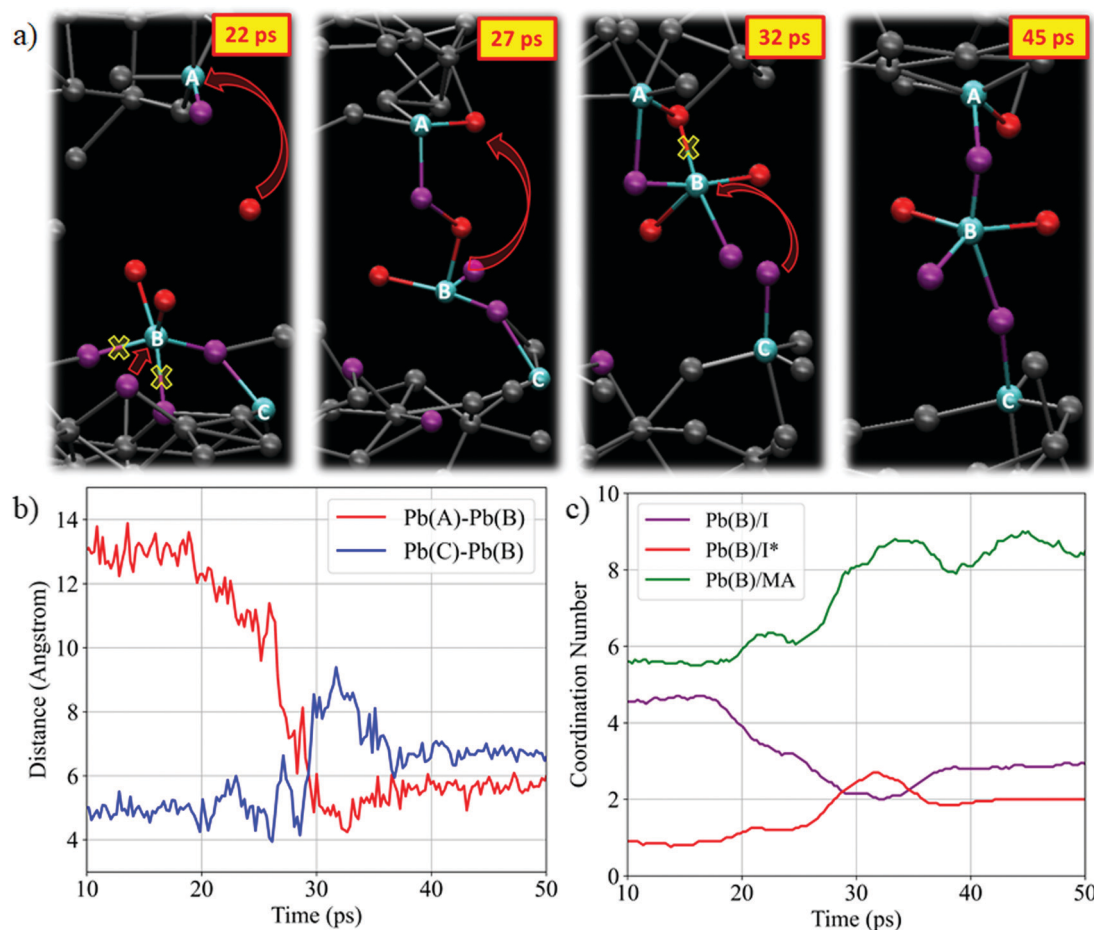 a)
22 ps
27 ps
32 ps
45 ps
A
B
C
A
B
C
A
B
C
A
B
C
b)
Pb(A)-Pb(B)
Pb(C)-Pb(B)
Distance (Angstrom)
14
12
10
8
6
4
10
20
30
40
50
Time (ps)
c)
Pb(B)/I
Pb(B)/I*
Pb(B)/MA
Coordination Number
10
8
6
4
2
0
10
20
30
40
50
Time (ps)